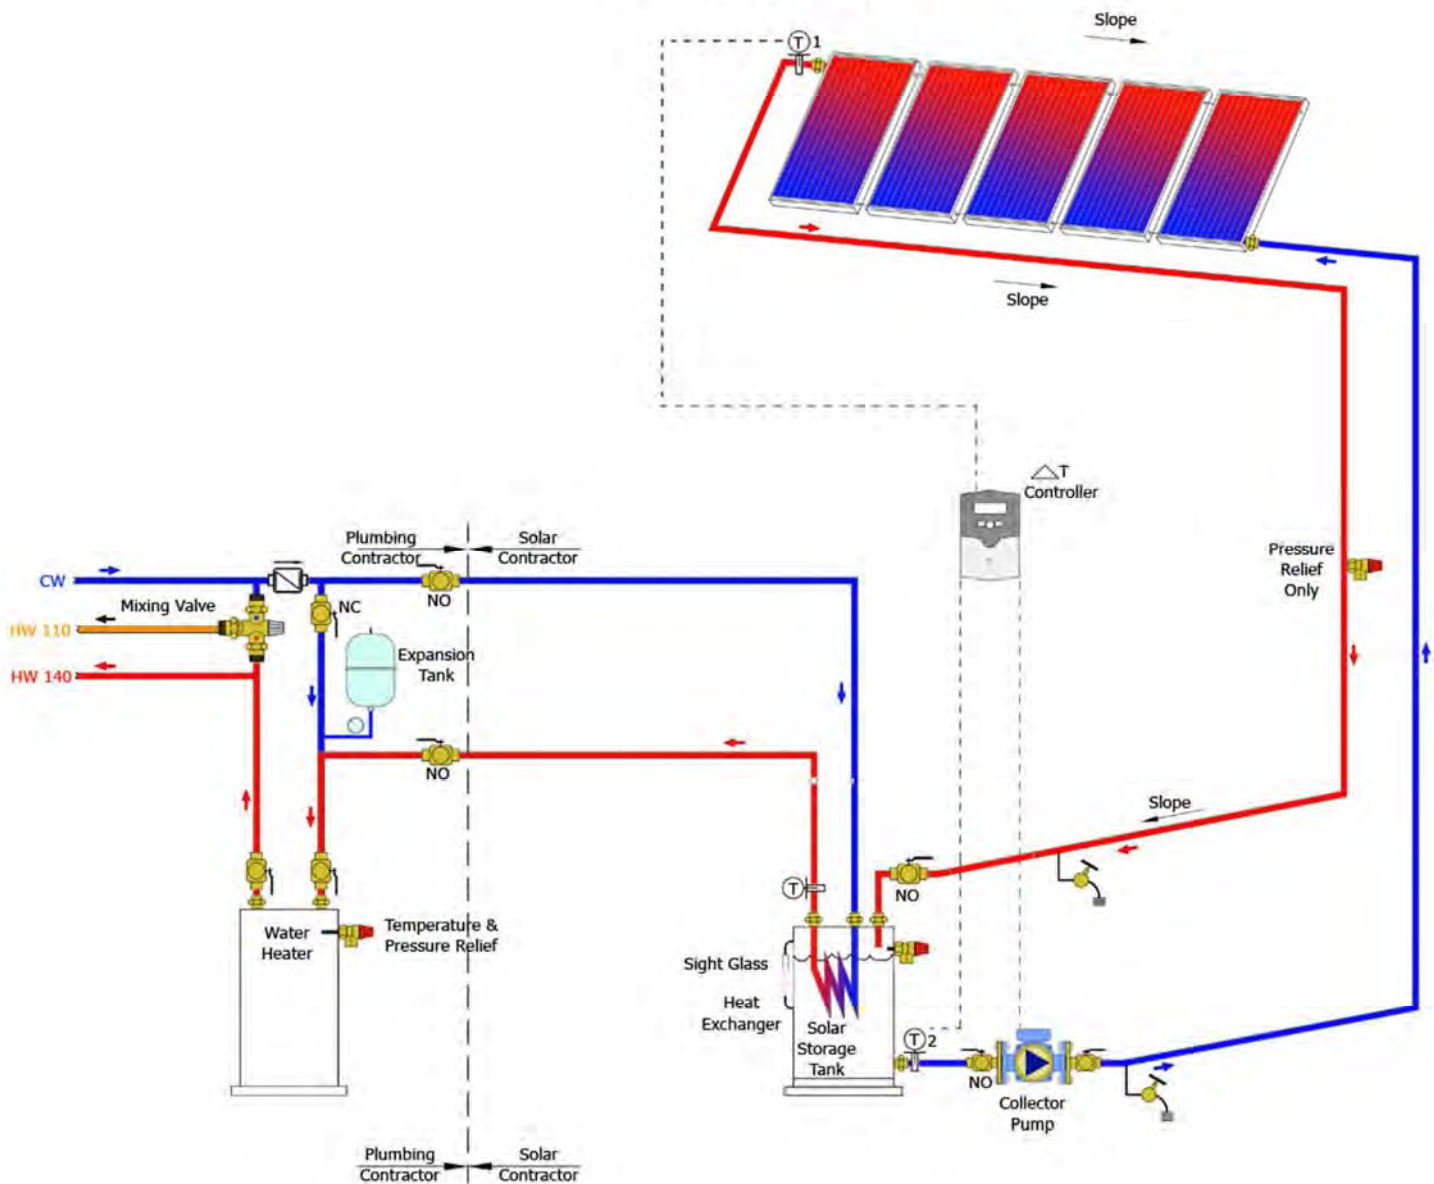 Slope
T 1
Slope
△T
Controller
Plumbing
Contractor
Solar
Contractor
Pressure
Relief
Only
CW
NO
NC
Mixing Valve
HW 110
HW 140
Expansion
Tank
NO
Slope
T
NO
Water
Heater
Temperature &
Pressure Relief
Sight Glass
Heat
Exchanger
Solar
Storage
Tank
T 2
NO
Collector
Pump
Plumbing
Contractor
Solar
Contractor